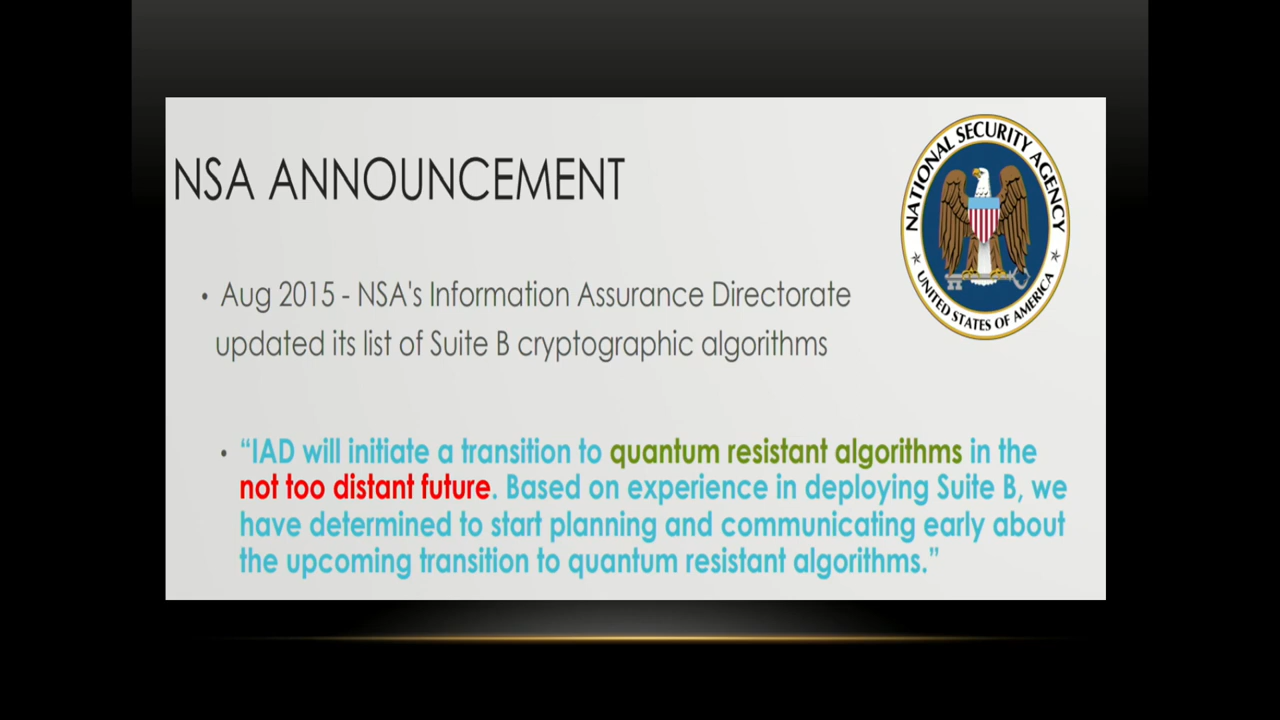 NSA ANNOUNCEMENT
NATIONAL SECURITY AGENCY
UNITED STATES OF AMERICA
• Aug 2015 - NSA's Information Assurance Directorate
updated its list of Suite B cryptographic algorithms
• “IAD will initiate a transition to quantum resistant algorithms in the
not too distant future. Based on experience in deploying Suite B, we
have determined to start planning and communicating early about
the upcoming transition to quantum resistant algorithms.”